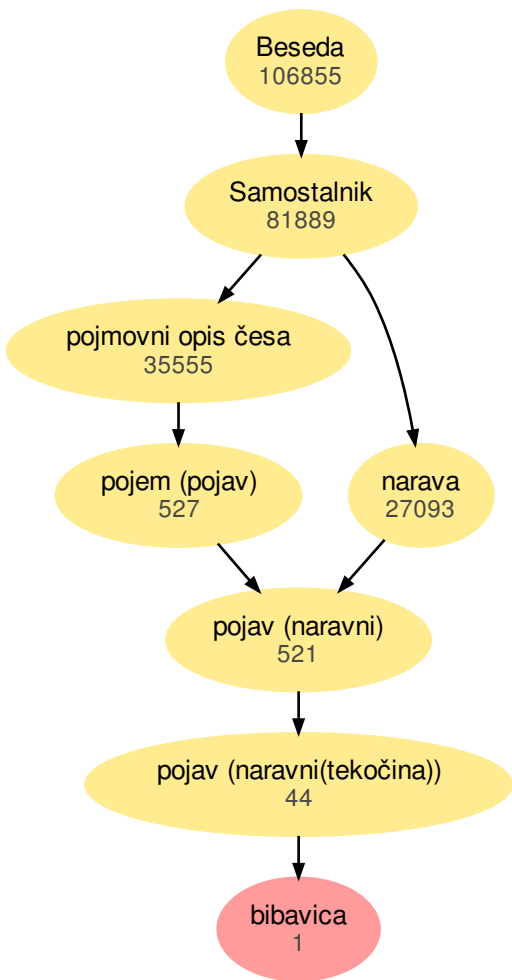 Beseda
106855
Samostalnik
81889
pojmovni opis česa
35555
pojem (pojav)
527
narava
27093
pojav (naravni)
521
pojav (naravni(tekočina))
44
bibavica
1